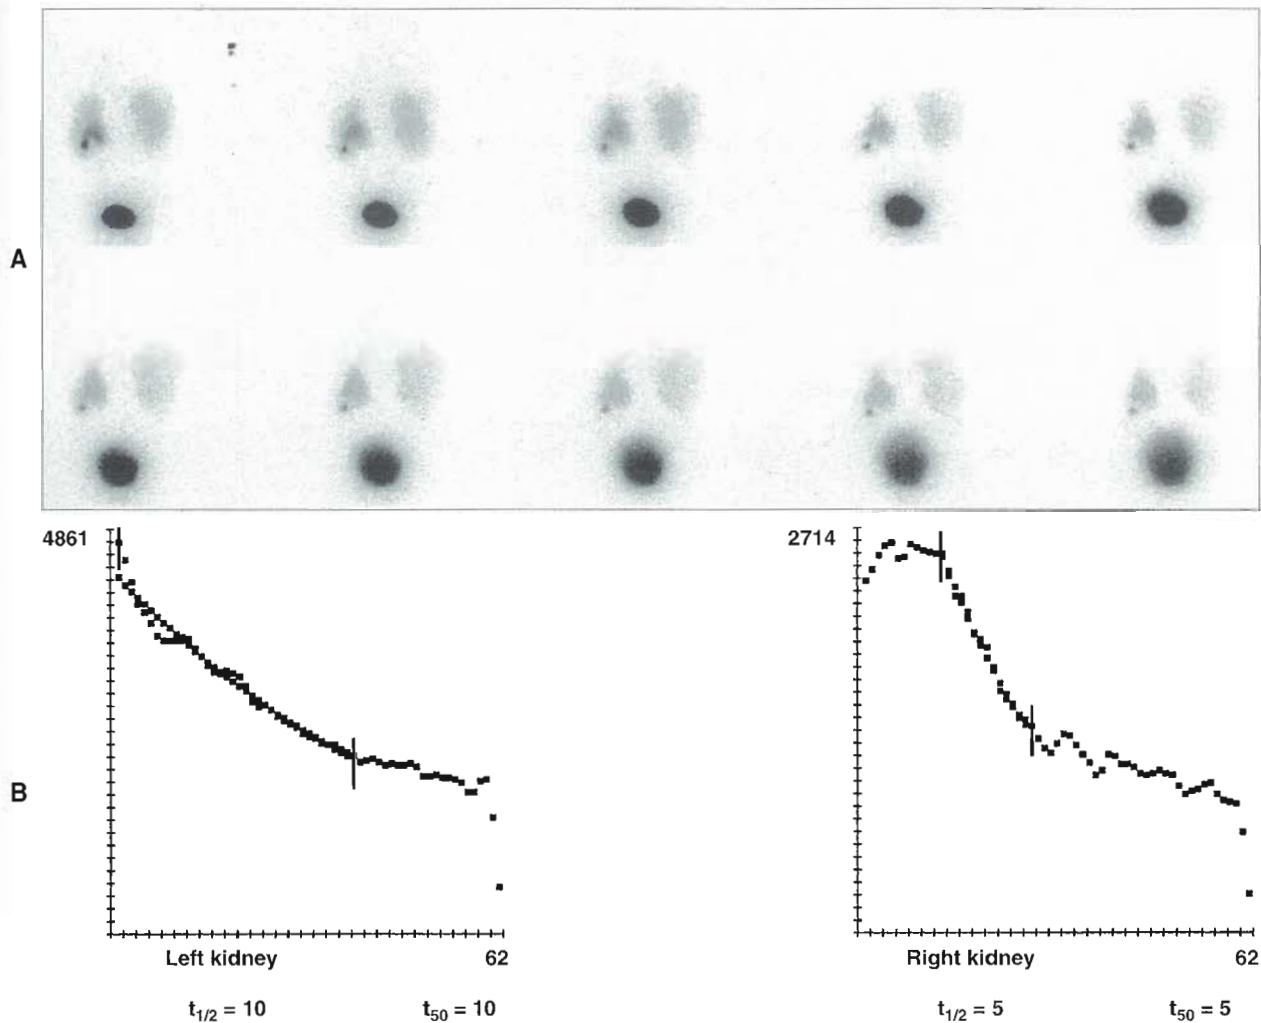 A
4861
2714
B
Left kidney 62
Right kidney 62
t1/2 = 10 t50 = 10
t1/2 = 5 t50 = 5